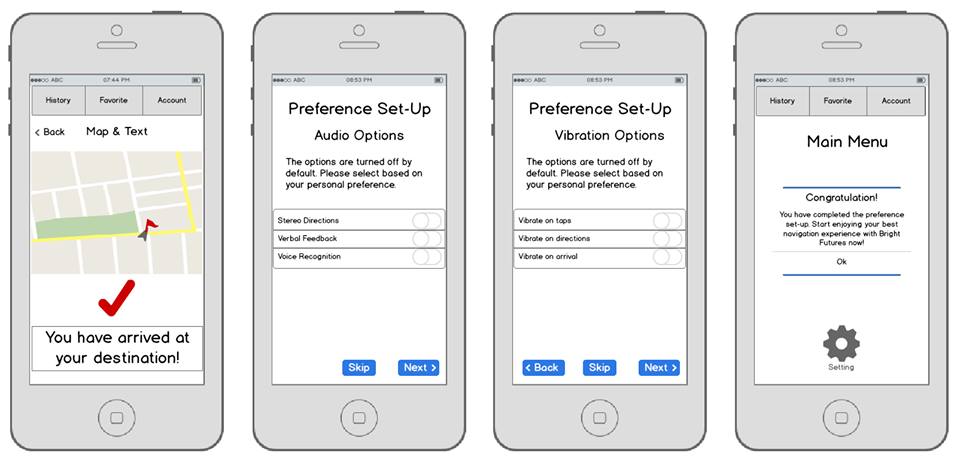 ABC 07:44 PM
History Favorite Account
< Back Map & Text
You have arrived at
your destination!
ABC 08:53 PM
Preference Set-Up
Audio Options
The options are turned off by
default. Please select based on
your personal preference.
Stereo Directions
Verbal Feedback
Voice Recognition
Skip Next >
ABC 08:53 PM
Preference Set-Up
Vibration Options
The options are turned off by
default. Please select based on
your personal preference.
Vibrate on taps
Vibrate on directions
Vibrate on arrival
< Back Skip Next >
ABC 08:53 PM
History Favorite Account
Main Menu
Congratulation!
You have completed the preference
set-up. Start enjoying your best
navigation experience with Bright
Futures now!
Ok
Setting